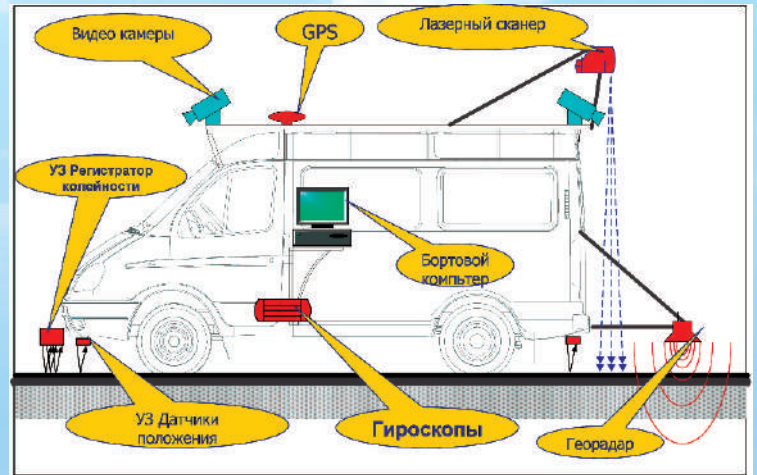 Видео камеры
GPS
Лазерный сканер
УЗ Регистратор
колейности
Бортовой
компьтер
УЗ Датчики
положения
Гироскопы
Георадар